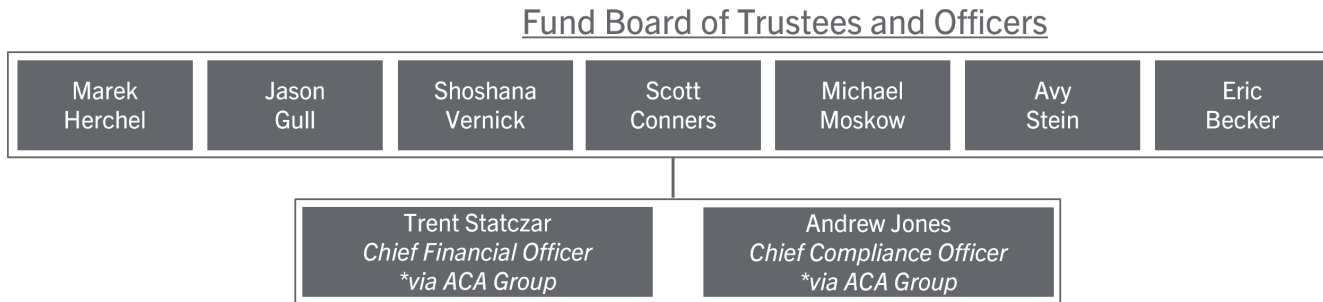 Fund Board of Trustees and Officers
Marek
Herchel
Jason
Gull
Shoshana
Vernick
Scott
Conners
Michael
Moskow
Avy
Stein
Eric
Becker
Trent Statczar
Chief Financial Officer
*via ACA Group
Andrew Jones
Chief Compliance Officer
*via ACA Group